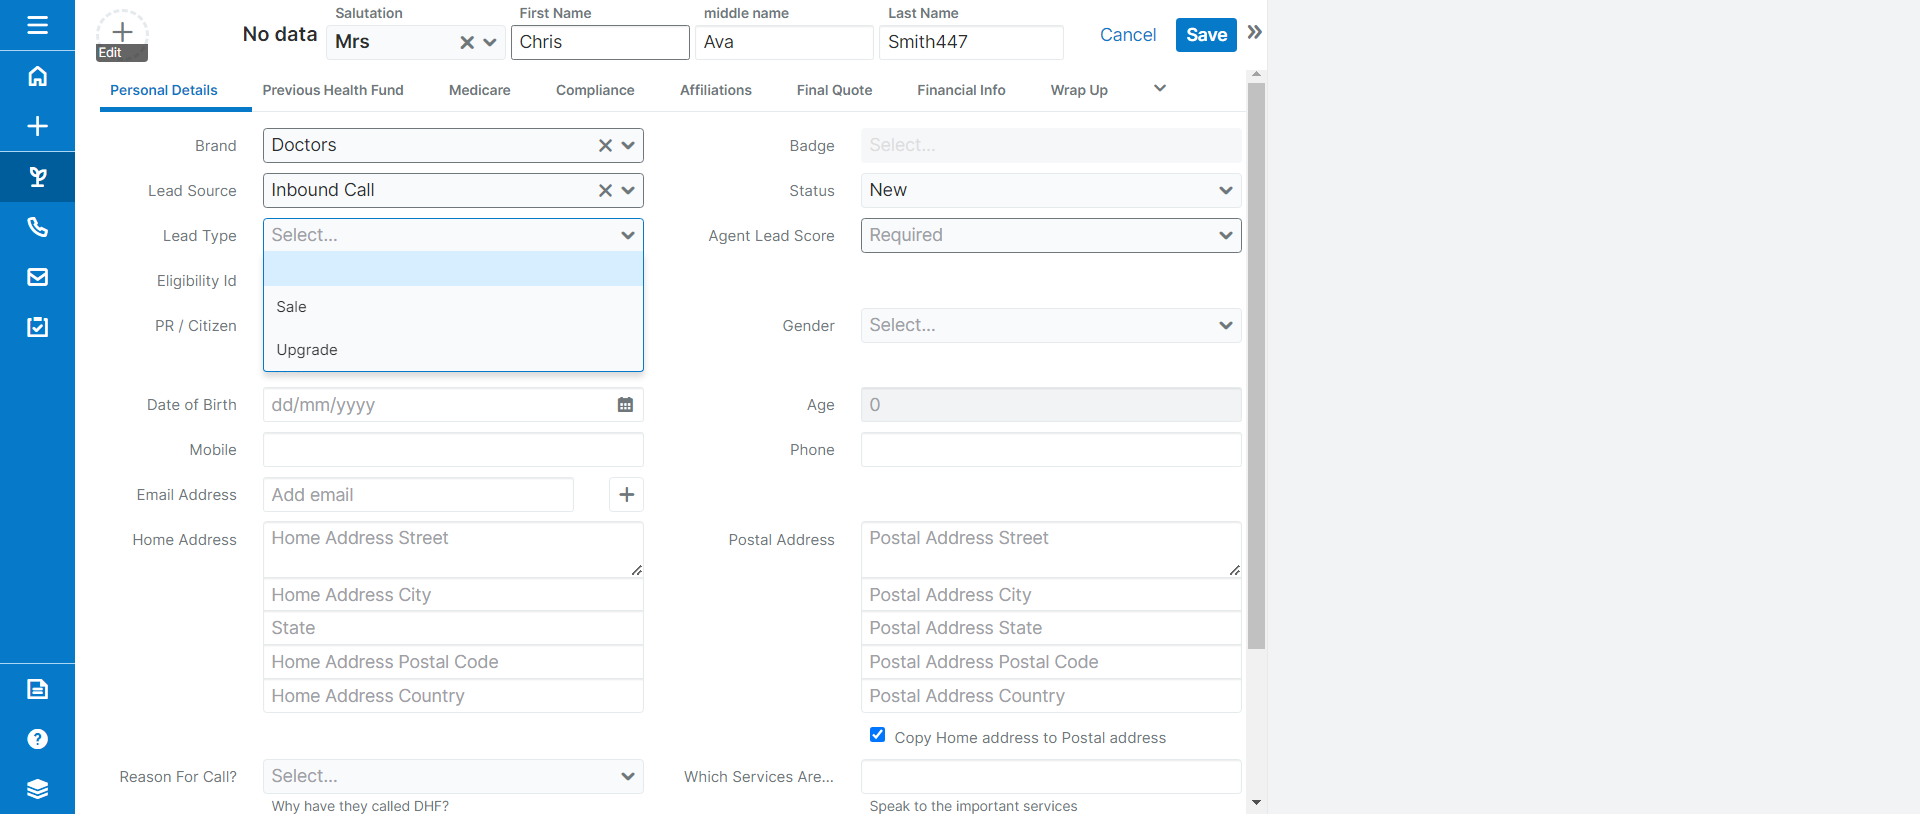 Salutation
First Name
middle name
Last Name
Edit
No data
Mrs
Chris
Ava
Smith447
Cancel
Save
Personal Details
Previous Health Fund
Medicare
Compliance
Affiliations
Final Quote
Financial Info
Wrap Up
Brand
Doctors
Badge
Select...
Lead Source
Inbound Call
Status
New
Lead Type
Select...
Agent Lead Score
Required
Eligibility Id
Sale
PR / Citizen
Upgrade
Gender
Select...
Date of Birth
dd/mm/yyyy
Age
0
Mobile
Phone
Email Address
Add email
Home Address
Home Address Street
Home Address City
State
Home Address Postal Code
Home Address Country
Postal Address
Postal Address Street
Postal Address City
Postal Address State
Postal Address Postal Code
Postal Address Country
Copy Home address to Postal address
Reason For Call?
Select...
Why have they called DHF?
Which Services Are...
Speak to the important services